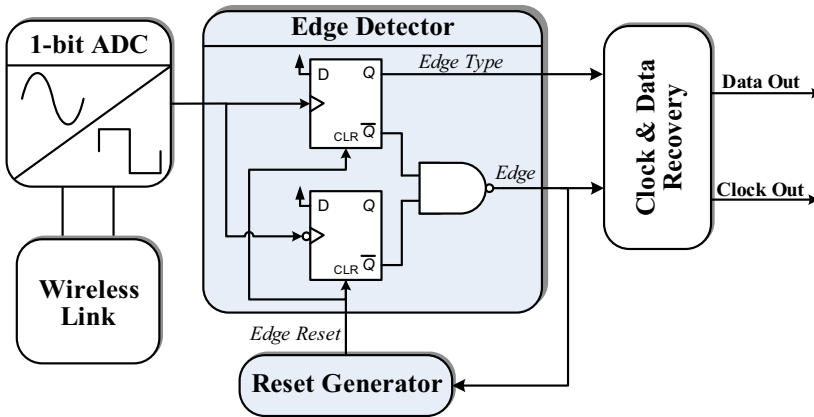 1-bit ADC
Edge Detector
D
Q
Edge Type
CLR
Q
Edge
D
Q
CLR
Q
Clock & Data
Recovery
Data Out
Clock Out
Wireless
Link
Edge Reset
Reset Generator